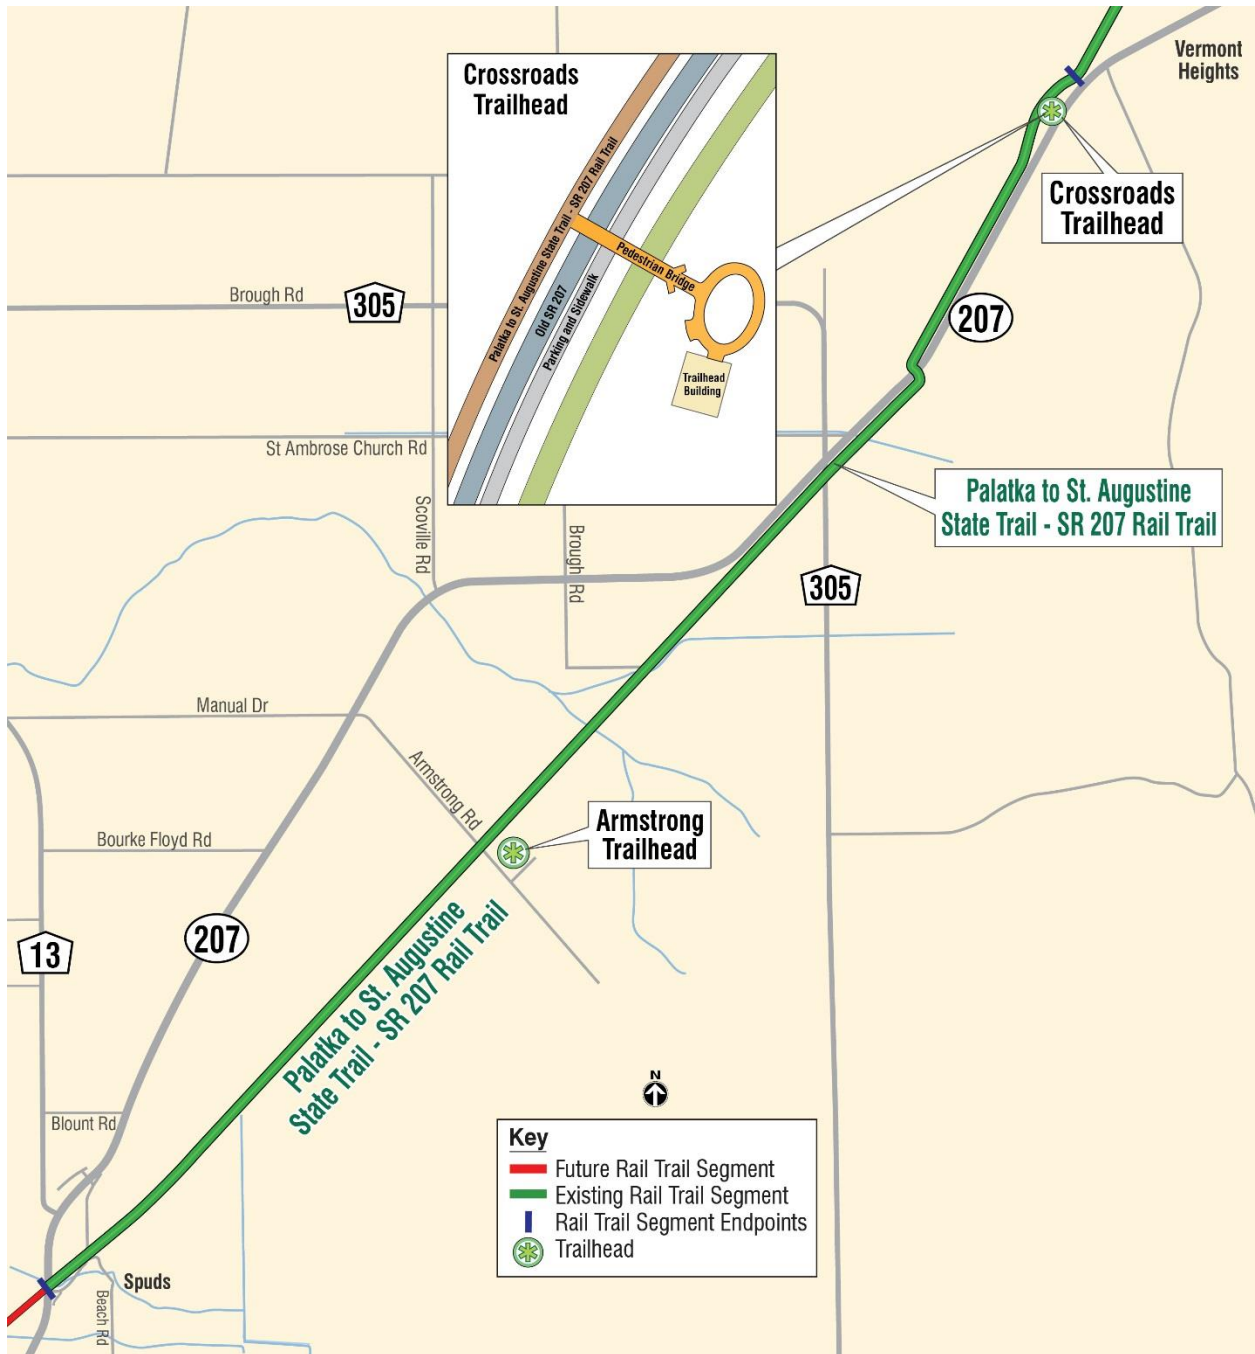 Vermont
Heights
Crossroads
Trailhead
Palatka to St. Augustine State Trail - SR 207 Rail Trail
Old SR 207
Parking and Sidewalk
Pedestrian Bridge
Trailhead
Building
Crossroads
Trailhead
Brough Rd
305
207
St Ambrose Church Rd
Scoville Rd
Brough Rd
Palatka to St. Augustine
State Trail - SR 207 Rail Trail
305
Manual Dr
Armstrong Rd
Armstrong
Trailhead
Bourke Floyd Rd
207
13
Palatka to St. Augustine
State Trail - SR 207 Rail Trail
Blount Rd
N
Key
Future Rail Trail Segment
Existing Rail Trail Segment
Rail Trail Segment Endpoints
Trailhead
Spuds
Beach Rd